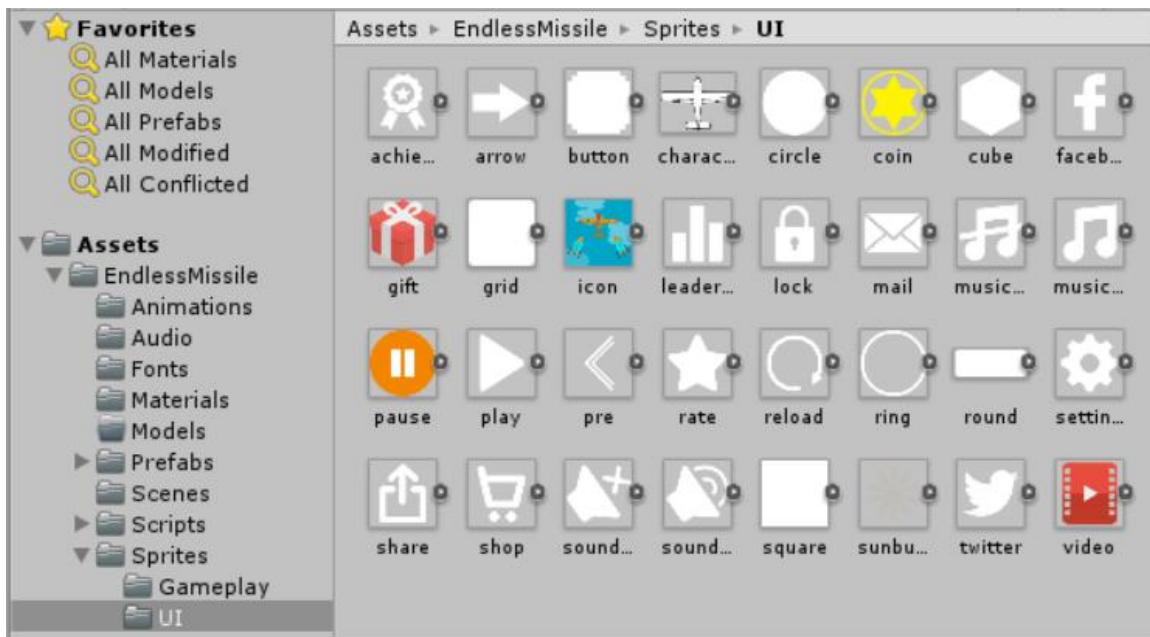 Favorites
All Materials
All Models
All Prefabs
All Modified
All Conflicted
Assets
EndlessMissile
Animations
Audio
Fonts
Materials
Models
Prefabs
Scenes
Scripts
Sprites
Gameplay
UI
Assets EndlessMissile Sprites UI
achie... arrow button charac... circle coin cube faceb...
gift grid icon leader... lock mail music... music...
pause play pre rate reload ring round settin...
share shop sound... sound... square sunbu... twitter video